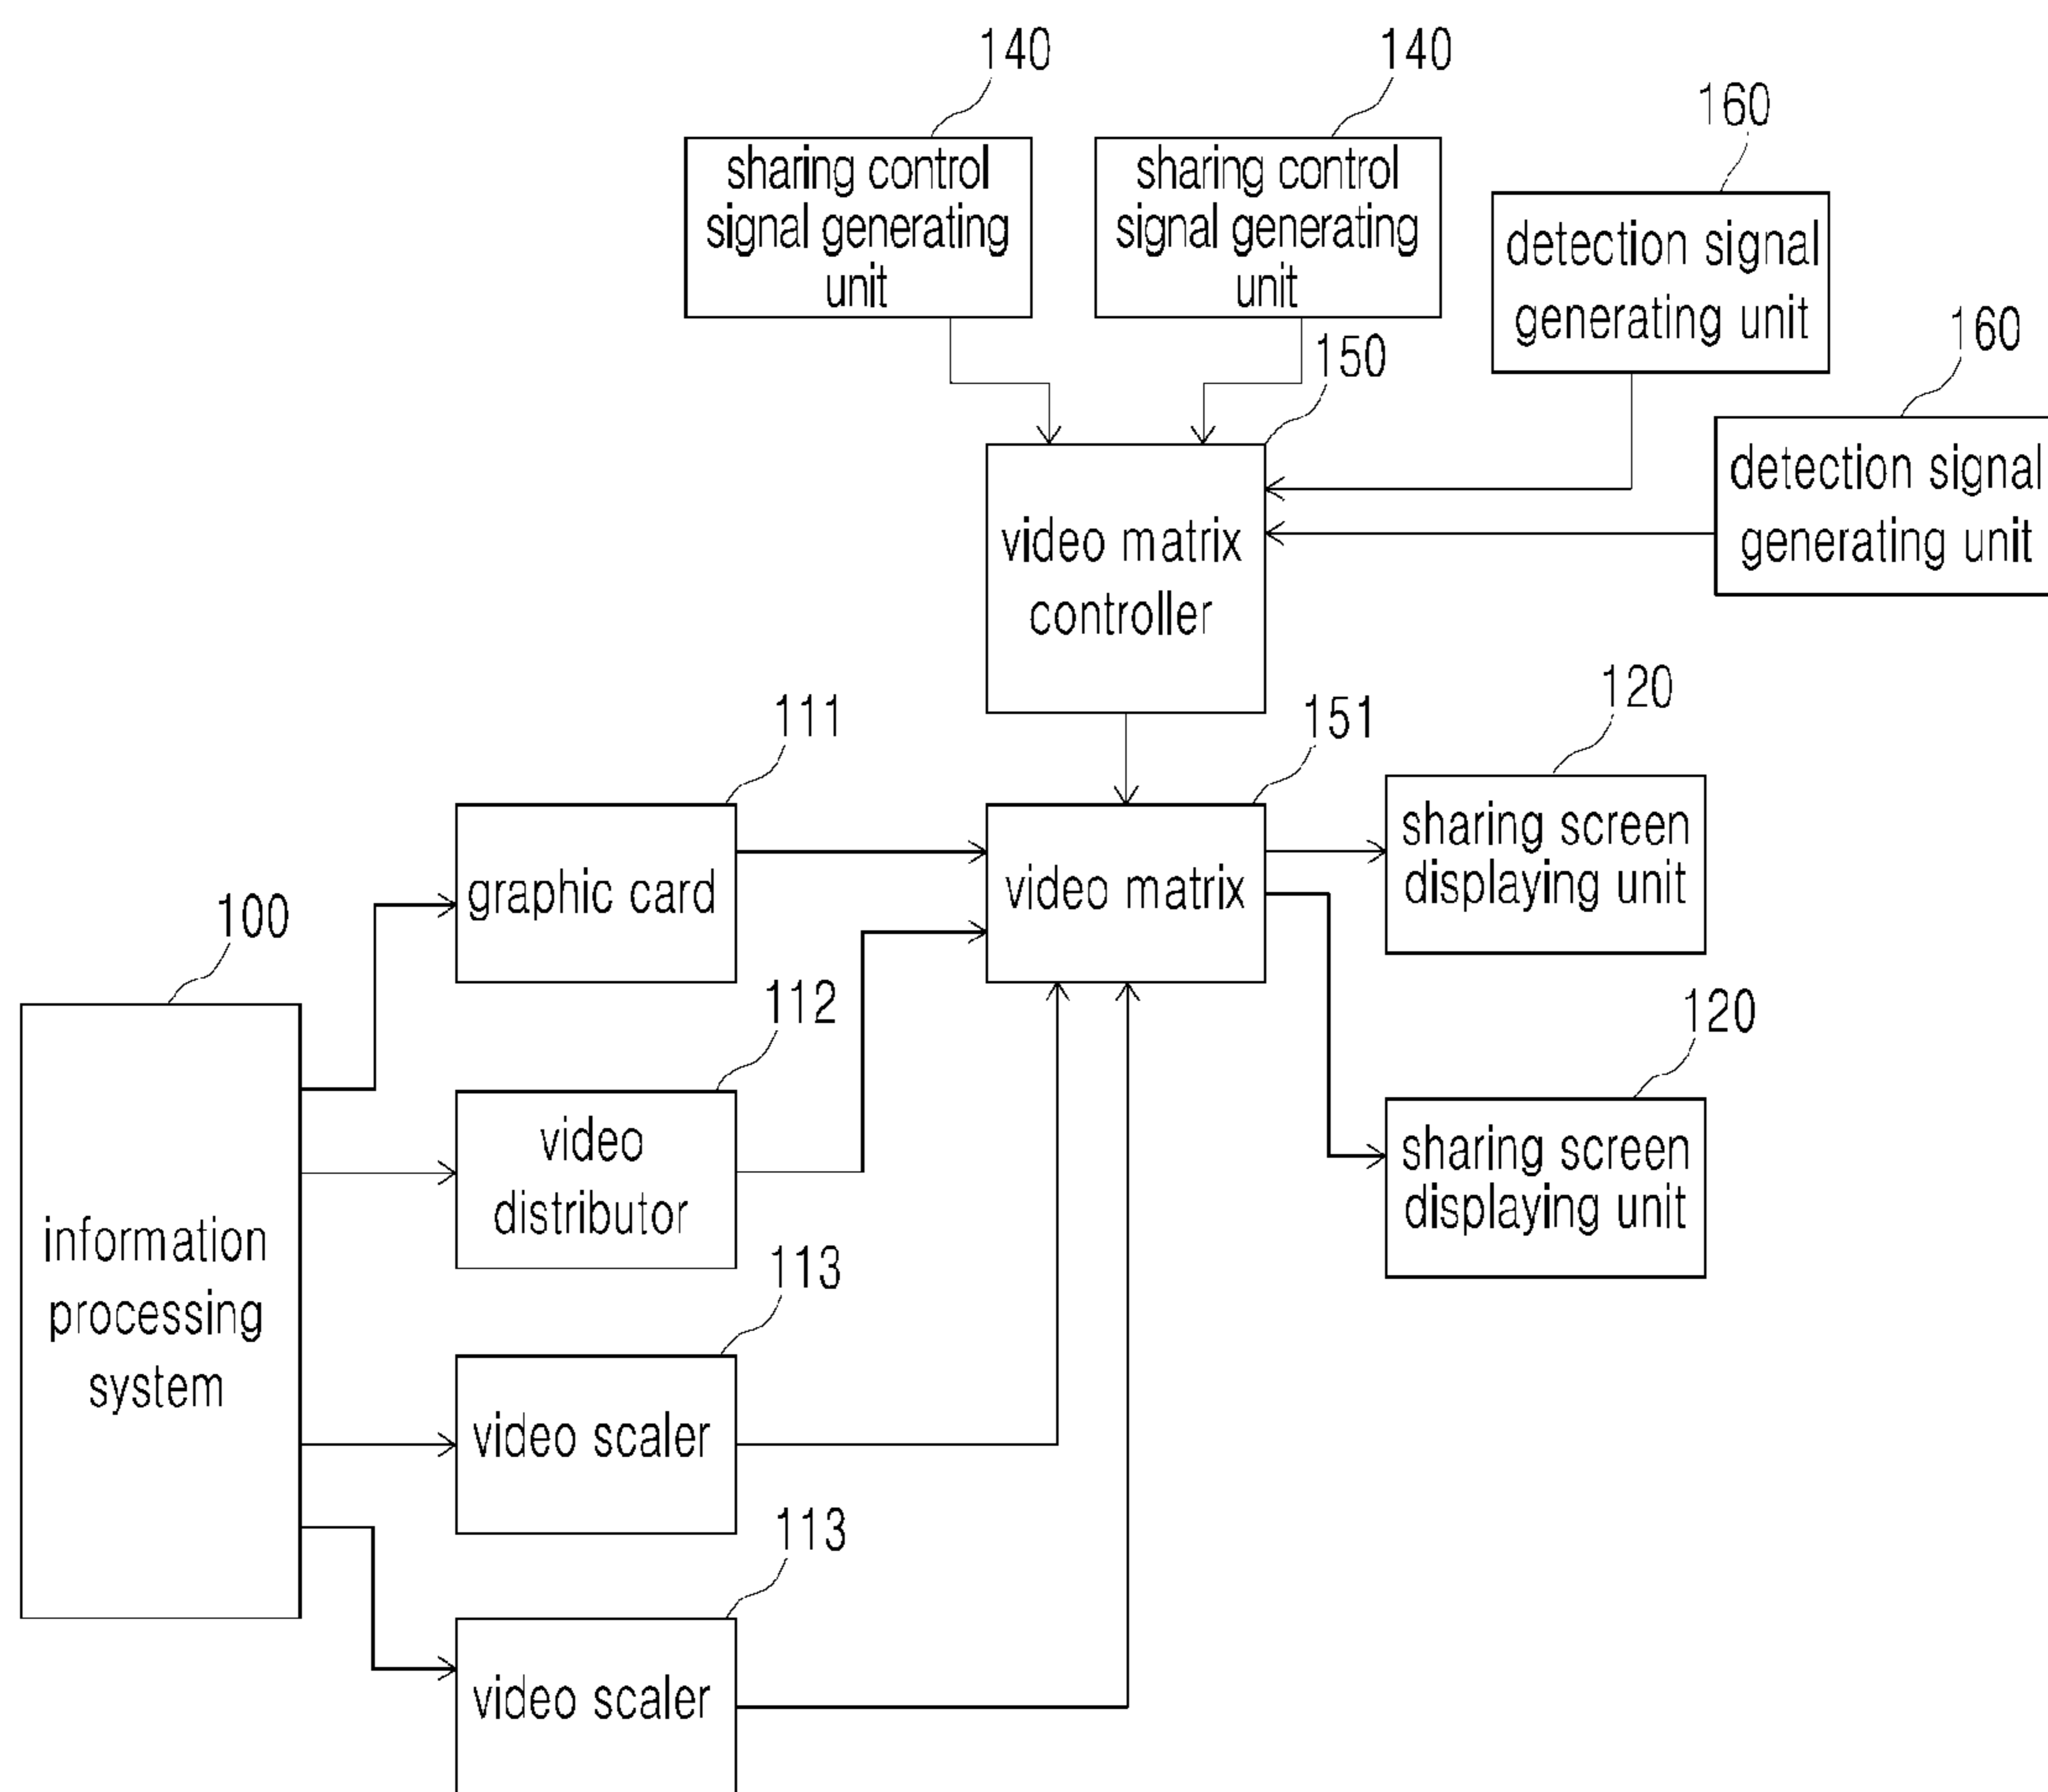 140
140
160
sharing control
signal generating
unit
sharing control
signal generating
unit
detection signal
generating unit
160
detection signal
generating unit
150
video matrix
controller
111
151
120
graphic card
video matrix
sharing screen
displaying unit
100
112
120
information
processing
system
video
distributor
sharing screen
displaying unit
113
video scaler
113
video scaler